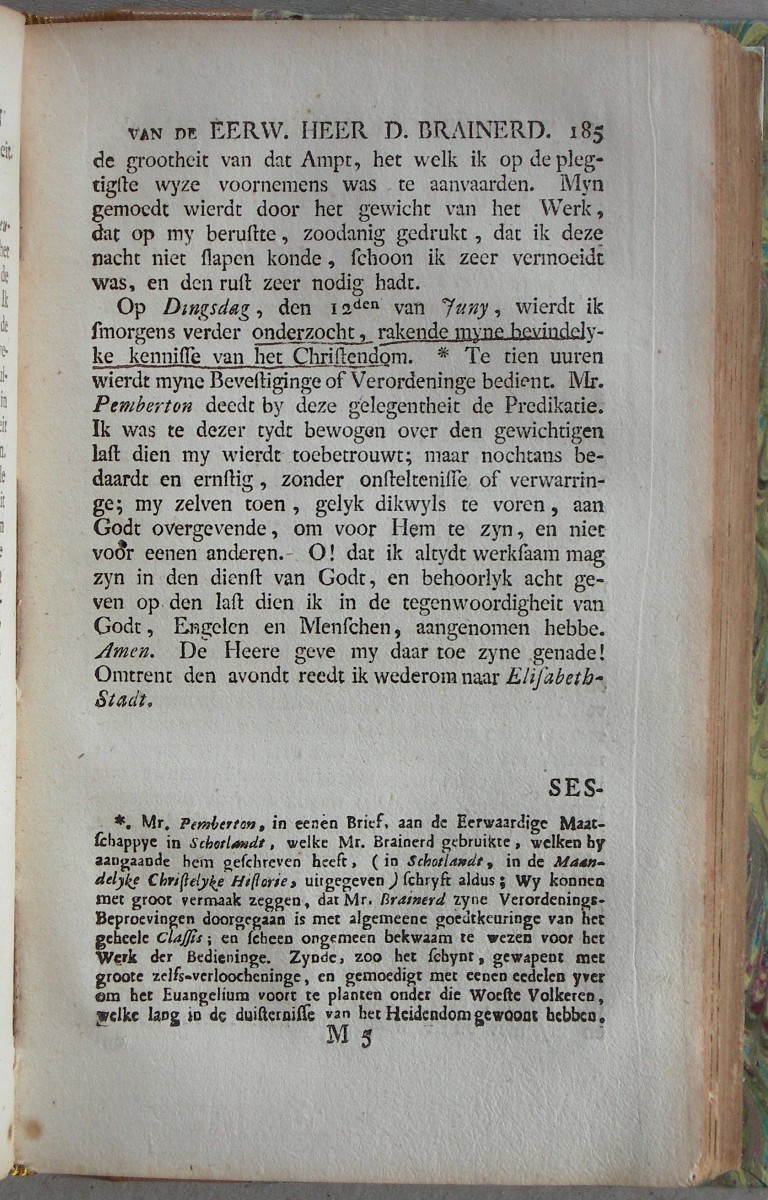 VAN DE EERW. HEER D. BRAINERD. 185
de grootheit van dat Ampt, het welk ik op de pleg-
tigſte wyze voornemens was te aanvaarden. Myn
gemoedt wierdt door het gewicht van het Werk,
dat op my beruſtte, zoodanig gedrukt, dat ik deze
nacht niet ſlapen konde, ſchoon ik zeer vermoeidt
was, en den ruſt zeer nodig hadt.
Op Dingsdag, den 12den van Juny, wierdt ik
ſmorgens verder onderzocht, rakende myne bevindely-
ke kenniſſe van het Chriſtendom. * Te tien uuren
wierdt myne Beveſtiginge of Verordeninge bedient. Mr.
Pemberton deedt by deze gelegentheit de Predikatie.
Ik was te dezer tydt bewogen over den gewichtigen
laſt dien my wierdt toebetrouwt; maar nochtans be-
daardt en ernſtig, zonder onſtelteniſſe of verwarrin-
ge; my zelven toen, gelyk dikwyls te voren, aan
Godt overgevende, om voor Hem te zyn, en niet
voor eenen anderen. O! dat ik altydt werkſaam mag
zyn in den dienſt van Godt, en behoorlyk acht ge-
ven op den laſt dien ik in de tegenwoordigheit van
Godt, Engelen en Menſchen, aangenomen hebbe.
Amen. De Heere geve my daar toe zyne genade!
Omtrent den avondt reedt ik wederom naar Eliſabeth-
Stadt.
SES-
*. Mr. Pemberton, in eenen Brief, aan de Eerwaardige Maat-
ſchappye in Schotlandt, welke Mr. Brainerd gebruikte, welken hy
aangaande hem geſchreven heeft, (in Schotlandt, in de Maan-
delyke Chriſtelyke Hiſtorie, uitgegeven) ſchryft aldus; Wy konnen
met groot vermaak zeggen, dat Mr. Brainerd zyne Verordenings-
Beproevingen doorgegaan is met algemeene goedtkeuringe van het
geheele Claſſis; en ſcheen ongemeen bekwaam te wezen voor het
Werk der Bedieninge. Zynde, zoo het ſchynt, gewapent met
groote zelfs-verloocheninge, en gemoedigt met eenen eedelen yver
om het Euangelium voort te planten onder die Woeſte Volkeren,
welke lang in de duiſterniſſe van het Heidendom gewoont hebben.
M 5